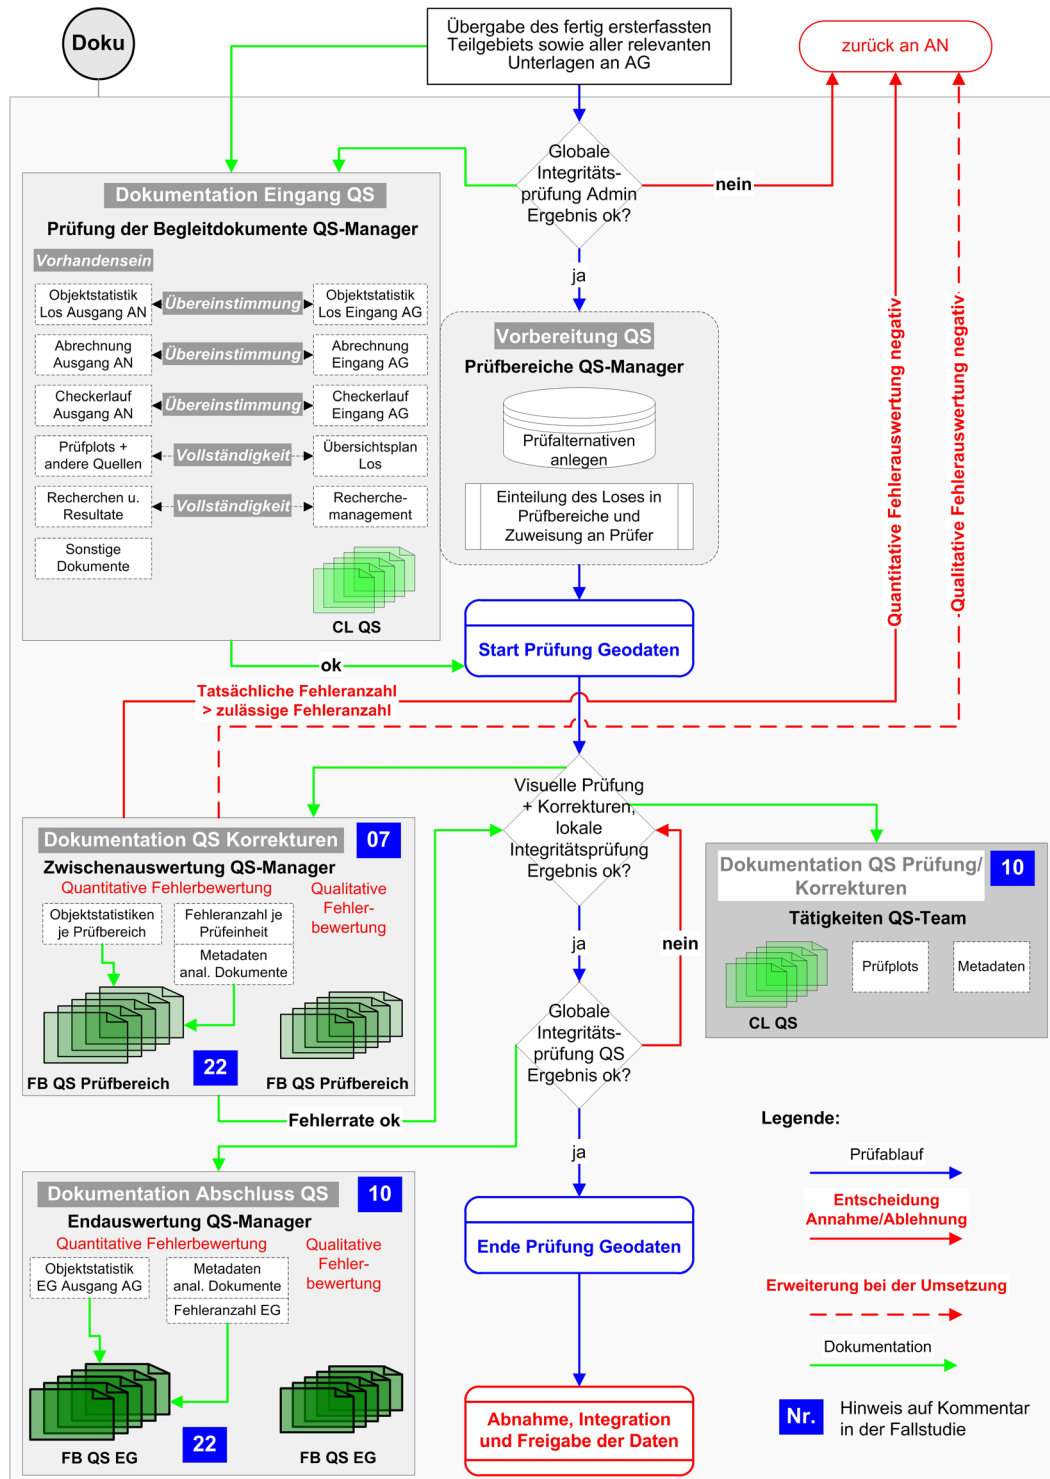 Doku
Übergabe des fertig ersterfassten
Teilgebiets sowie aller relevanten
Unterlagen an AG
zurück an AN
Globale
Integritäts-
prüfung Admin
Ergebnis ok?
nein
ja
Dokumentation Eingang QS
Prüfung der Begleitdokumente QS-Manager
Vorhandensein
Objektstatistik
Los Ausgang AN
Übereinstimmung
Objektstatistik
Los Eingang AG
Abrechnung
Ausgang AN
Übereinstimmung
Abrechnung
Eingang AG
Checkerlauf
Ausgang AN
Übereinstimmung
Checkerlauf
Eingang AG
Prüfplots +
andere Quellen
Vollständigkeit
Übersichtsplan
Los
Recherchen u.
Resultate
Vollständigkeit
Recherche-
management
Sonstige
Dokumente
CL QS
ok
Vorbereitung QS
Prüfbereiche QS-Manager
Prüfalternativen
anlegen
Einteilung des Loses in
Prüfbereiche und
Zuweisung an Prüfer
Start Prüfung Geodaten
Quantitative Fehlerauswertung negativ
Qualitative Fehlerauswertung negativ
Tatsächliche Fehleranzahl
> zulässige Fehleranzahl
Visuelle Prüfung
+ Korrekturen,
lokale
Integritätsprüfung
Ergebnis ok?
ja
nein
Dokumentation QS Korrekturen
07
Zwischenauswertung QS-Manager
Quantitative Fehlerbewertung
Qualitative
Fehler-
bewertung
Objektstatistiken
je Prüfbereich
Fehleranzahl je
Prüfeinheit
Metadaten
anal. Dokumente
22
FB QS Prüfbereich
FB QS Prüfbereich
Fehlerrate ok
Dokumentation QS Prüfung/
Korrekturen
10
Tätigkeiten QS-Team
Prüfplots
Metadaten
CL QS
Globale
Integritäts-
prüfung QS
Ergebnis ok?
ja
Dokumentation Abschluss QS
10
Endauswertung QS-Manager
Quantitative Fehlerbewertung
Qualitative
Fehler-
bewertung
Objektstatistik
EG Ausgang AG
Metadaten
anal. Dokumente
Fehleranzahl EG
22
FB QS EG
FB QS EG
Ende Prüfung Geodaten
Abnahme, Integration
und Freigabe der Daten
Legende:
Prüfablauf
Entscheidung
Annahme/Ablehnung
Erweiterung bei der Umsetzung
Dokumentation
Nr.
Hinweis auf Kommentar
in der Fallstudie